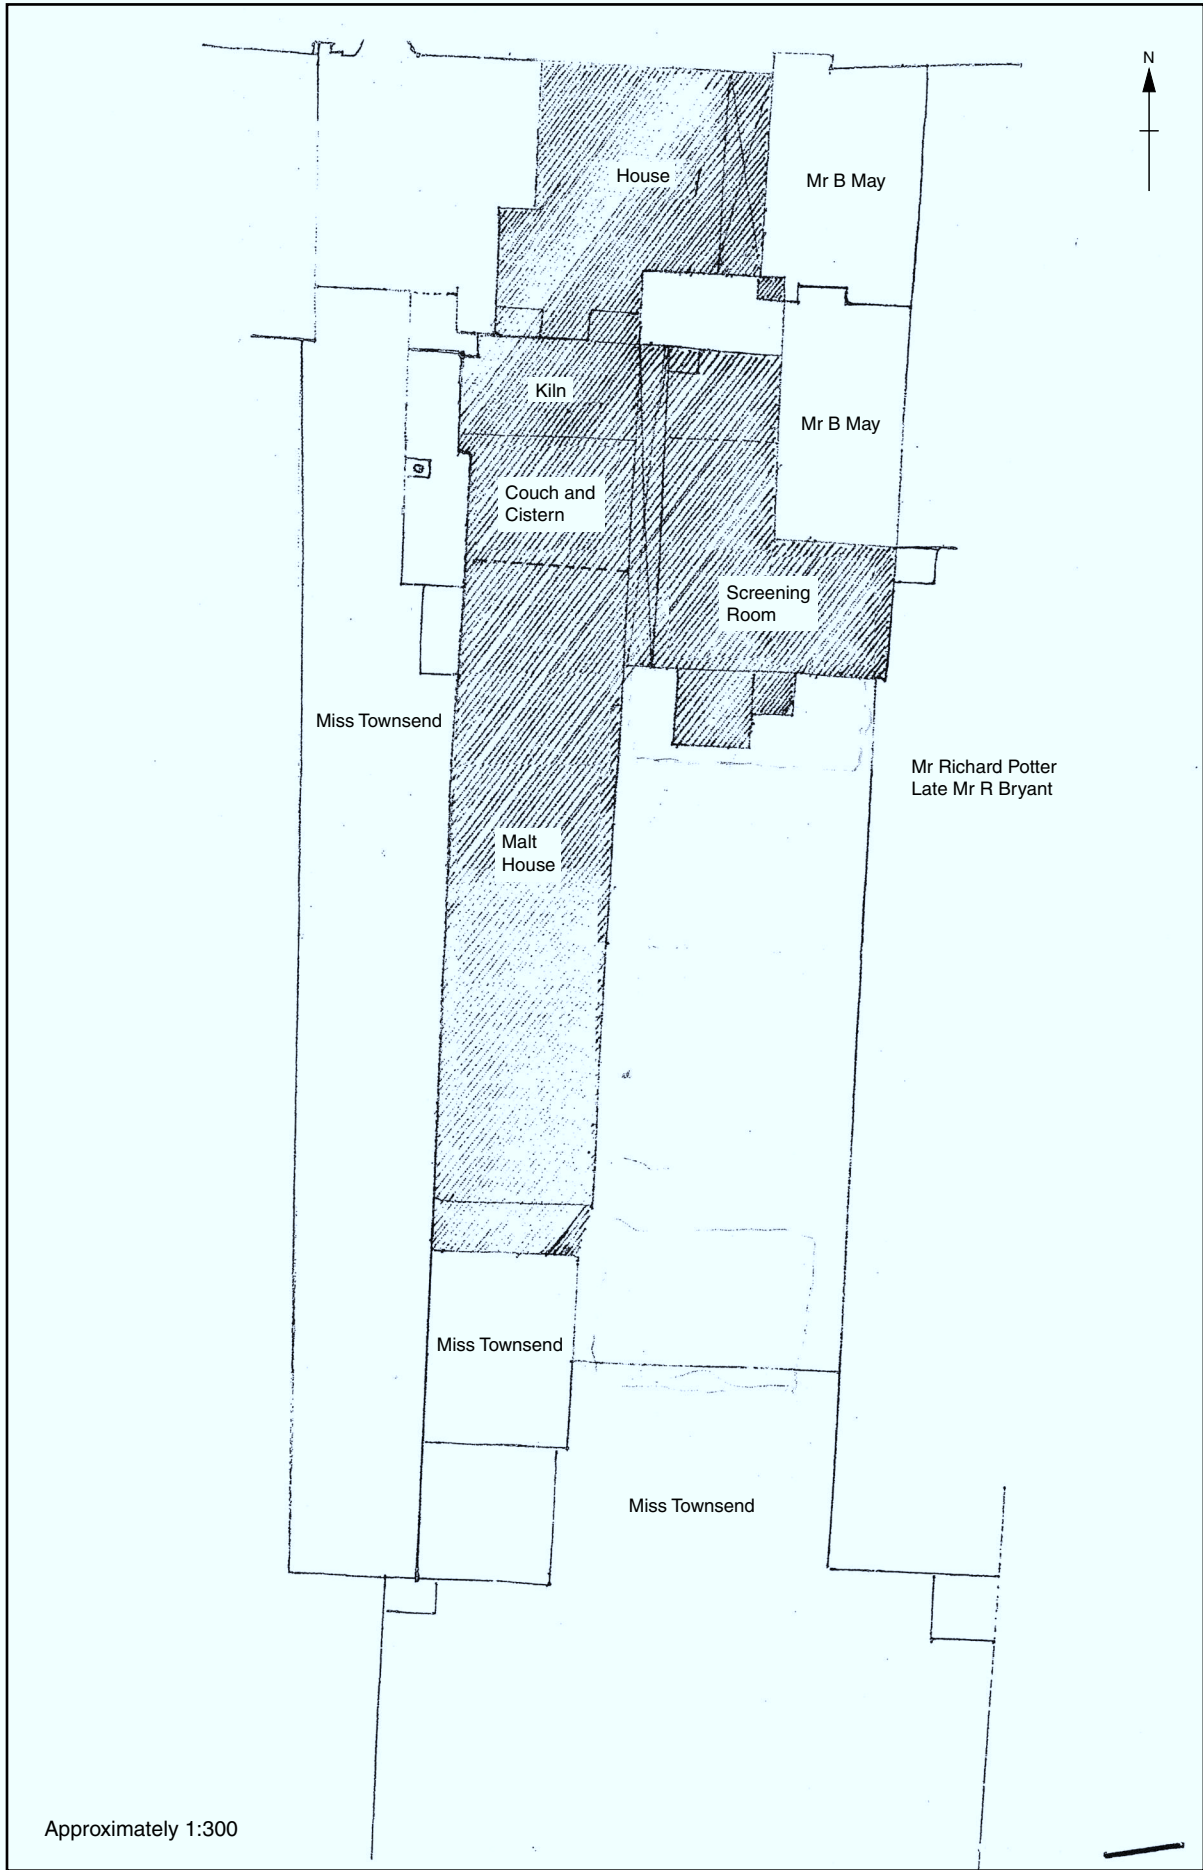 N
House
Mr B May
Kiln
Mr B May
Couch and
Cistern
Screening
Room
Miss Townsend
Mr Richard Potter
Late Mr R Bryant
Malt
House
Miss Townsend
Miss Townsend
Approximately 1:300